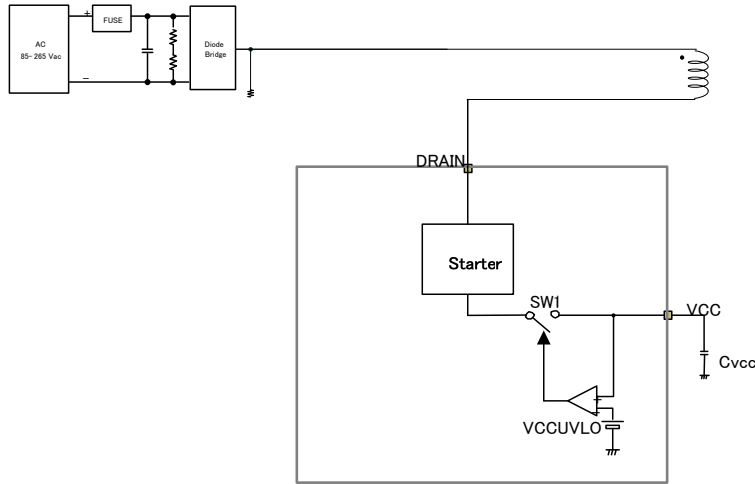 +
FUSE
AC
85-265 Vac
Diode
Bridge
-
DRAIN
Starter
SW1
VCC
Cvcc
+
-
VCCUVLO